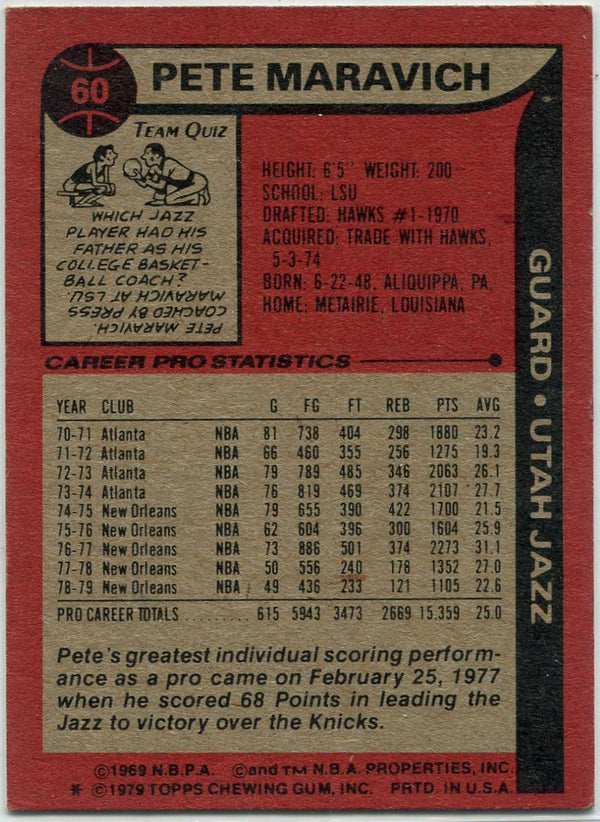 60
PETE MARAVICH
TEAM QUIZ
WHICH JAZZ
PLAYER HAD HIS
FATHER AS HIS
COLLEGE BASKET-
BALL COACH?
PETE MARAVICH.
COACHED BY PRESS
MARAVICH AT LSU.
HEIGHT: 6'5" WEIGHT: 200
SCHOOL: LSU
DRAFTED: HAWKS #1-1970
ACQUIRED: TRADE WITH HAWKS,
5-3-74
BORN: 6-22-48, ALIQUIPPA, PA.
HOME: METAIRIE, LOUISIANA
GUARD • UTAH JAZZ
CAREER PRO STATISTICS
YEAR CLUB G FG FT REB PTS AVG
70-71 Atlanta NBA 81 738 404 298 1880 23.2
71-72 Atlanta NBA 66 460 355 256 1275 19.3
72-73 Atlanta NBA 79 789 485 346 2063 26.1
73-74 Atlanta NBA 76 819 469 374 2107 27.7
74-75 New Orleans NBA 79 655 390 422 1700 21.5
75-76 New Orleans NBA 62 604 396 300 1604 25.9
76-77 New Orleans NBA 73 886 501 374 2273 31.1
77-78 New Orleans NBA 50 556 240 178 1352 27.0
78-79 New Orleans NBA 49 436 233 121 1105 22.6
PRO CAREER TOTALS .......... 615 5943 3473 2669 15,359 25.0
Pete's greatest individual scoring perform-
ance as a pro came on February 25, 1977
when he scored 68 Points in leading the
Jazz to victory over the Knicks.
©1969 N.B.P.A. ©and TM N.B.A. PROPERTIES, INC.
* ©1979 TOPPS CHEWING GUM, INC. PRTD. IN U.S.A.